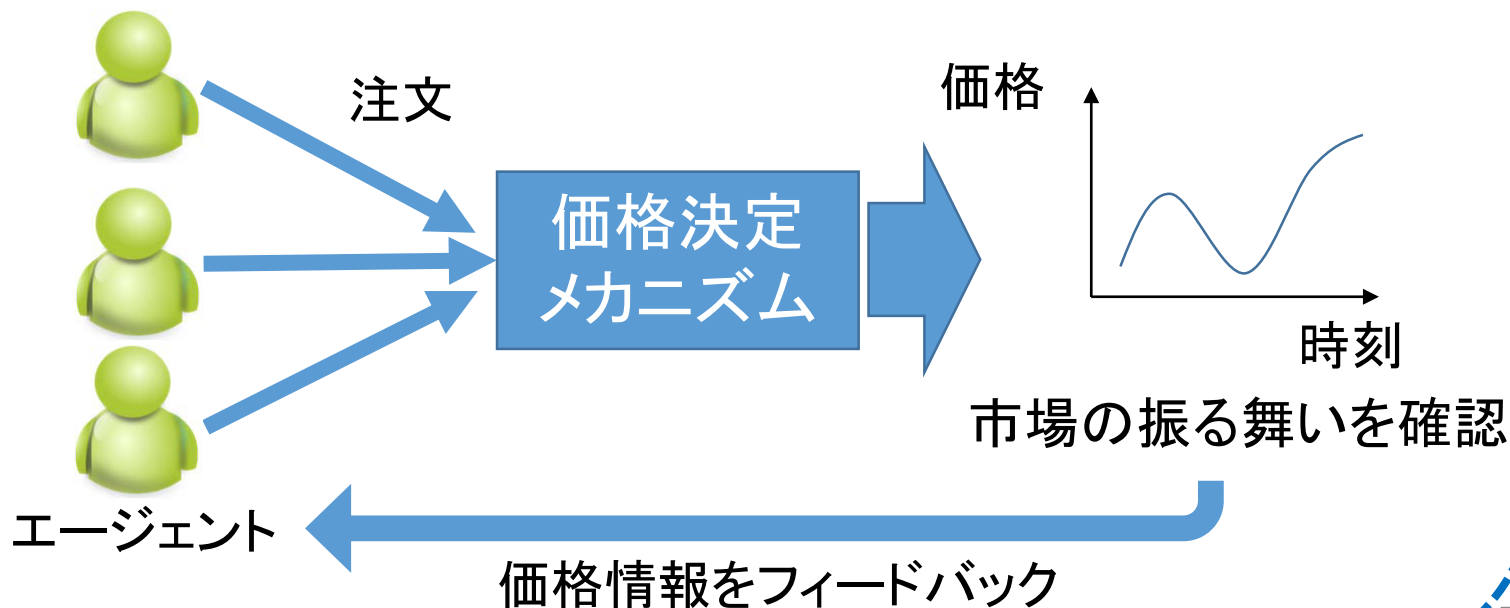 注文
価格決定
メカニズム
価格
時刻
市場の振る舞いを確認
エージェント
価格情報をフィードバック